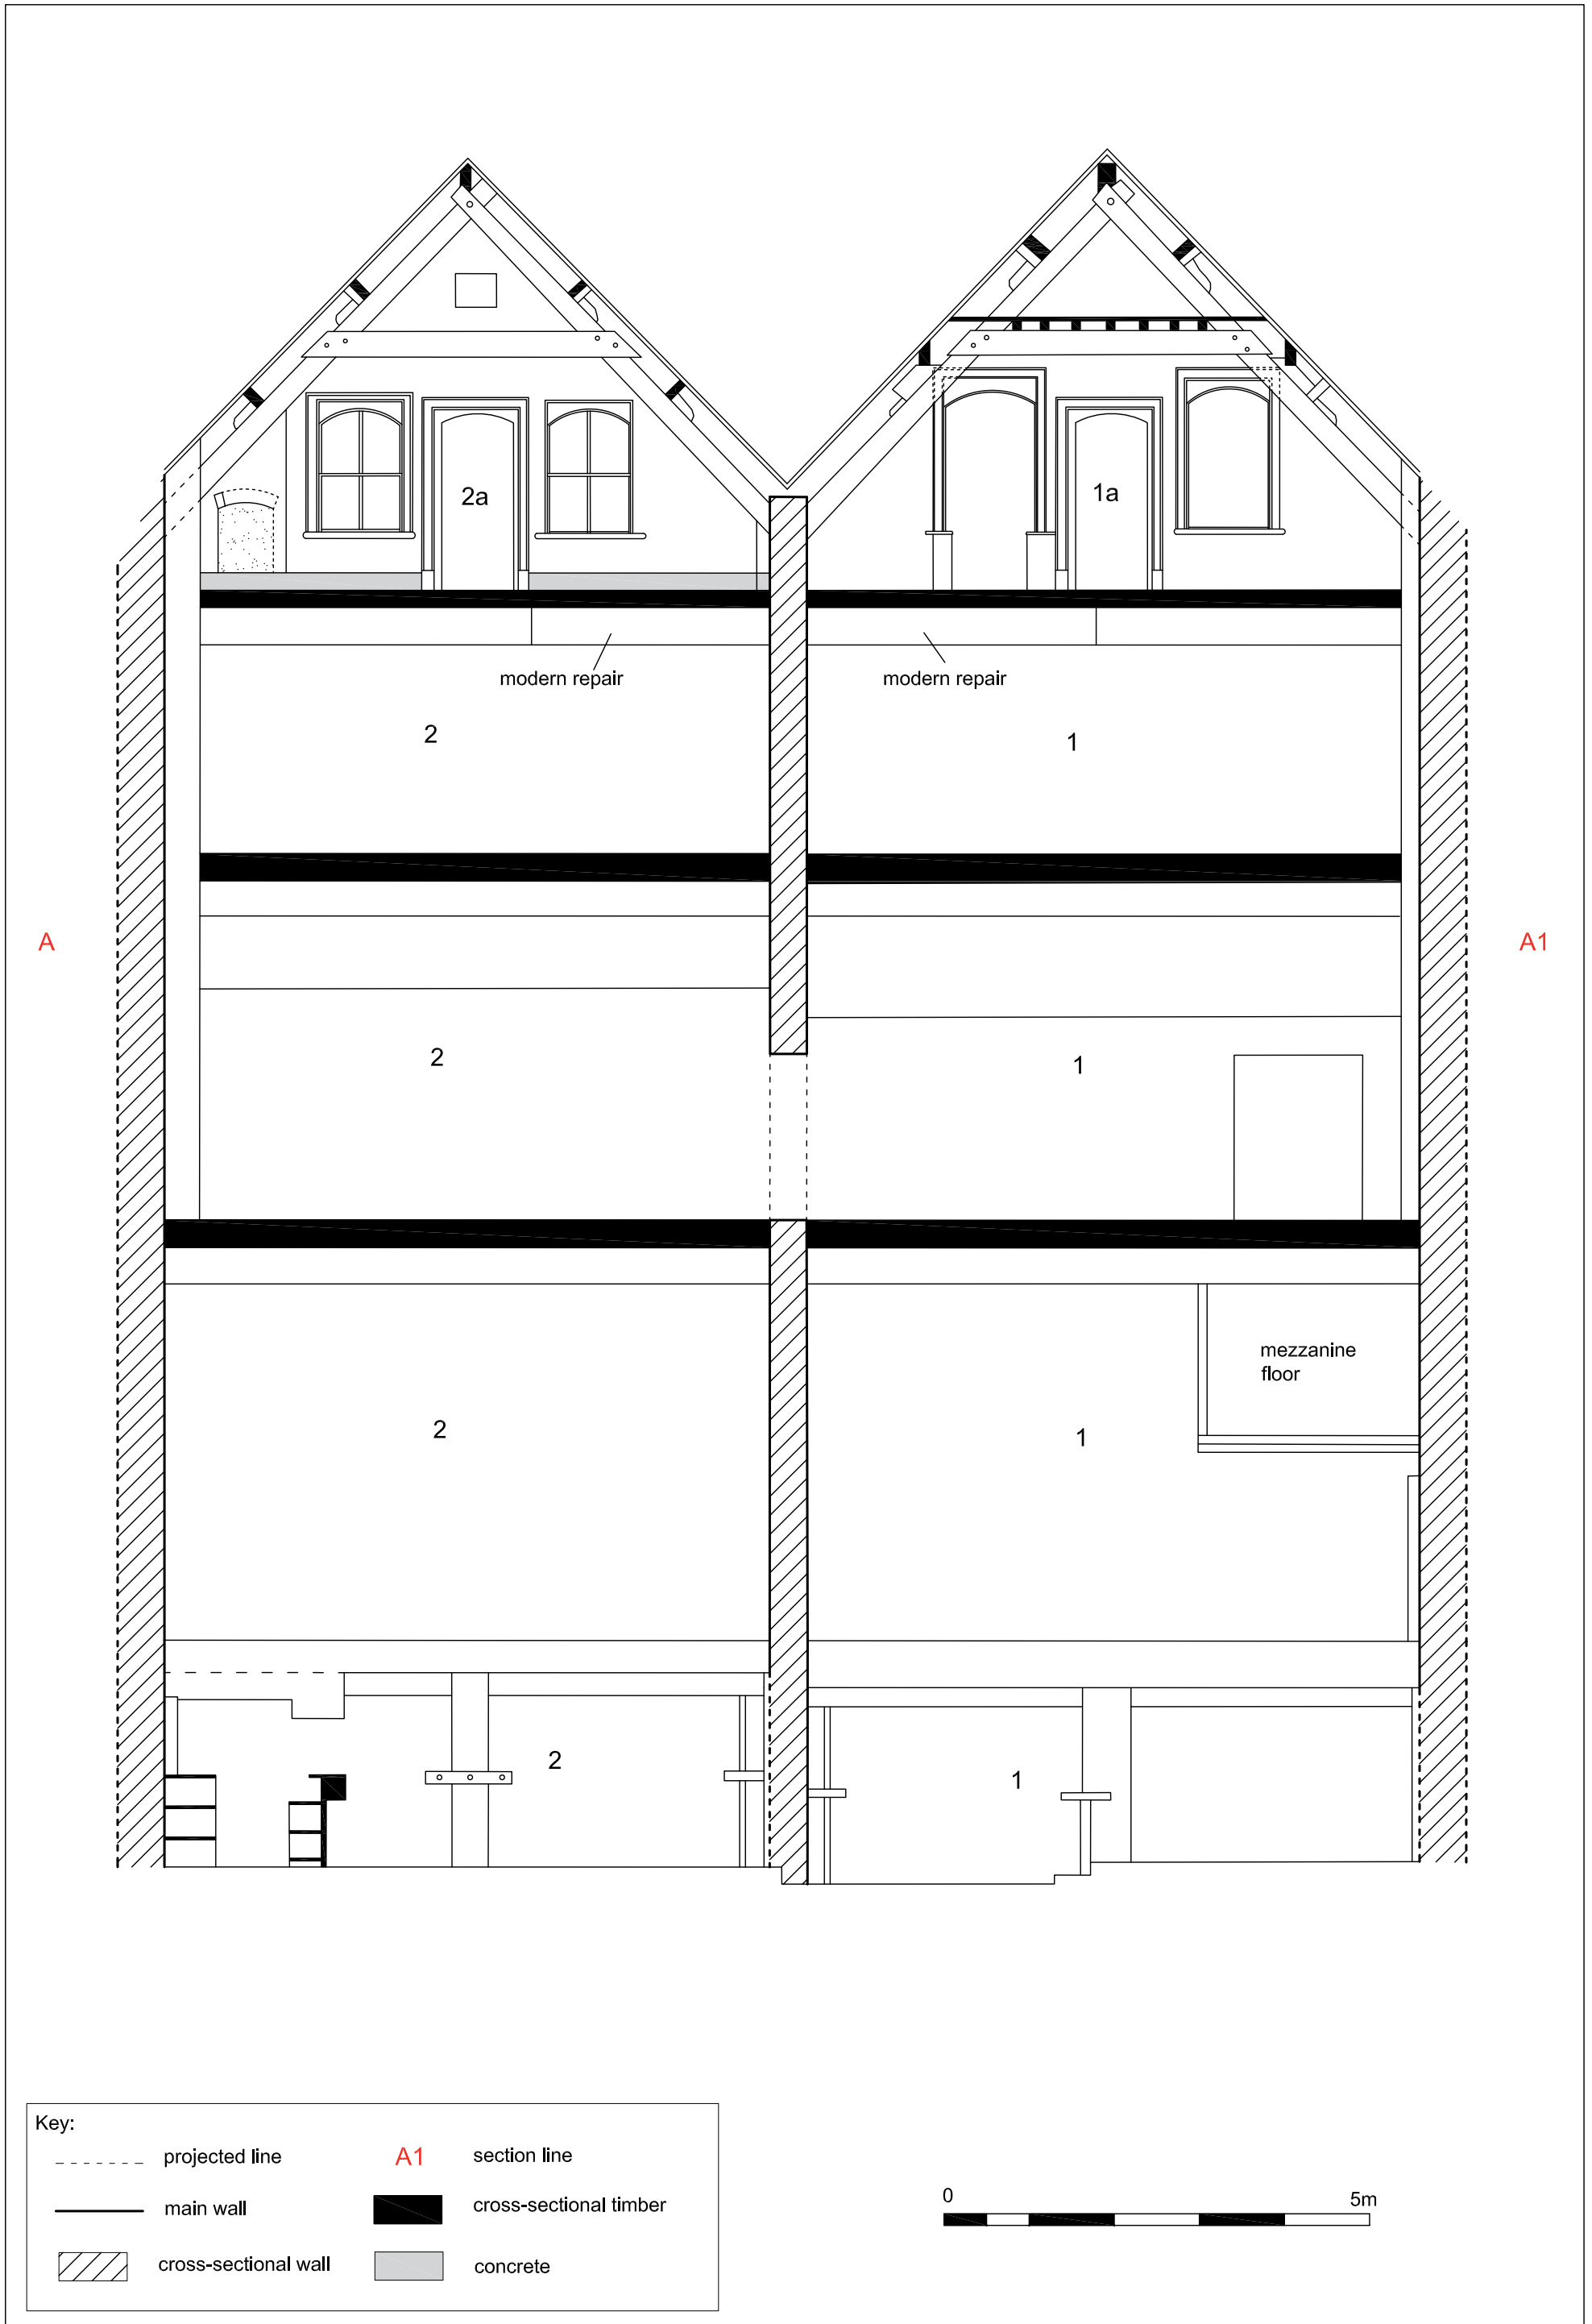 2a
1a
modern repair
modern repair
2
1
A
A1
2
1
mezzanine
floor
2
1
2
1
Key:
projected line
A1
section line
main wall
cross-sectional timber
cross-sectional wall
concrete
0
5m